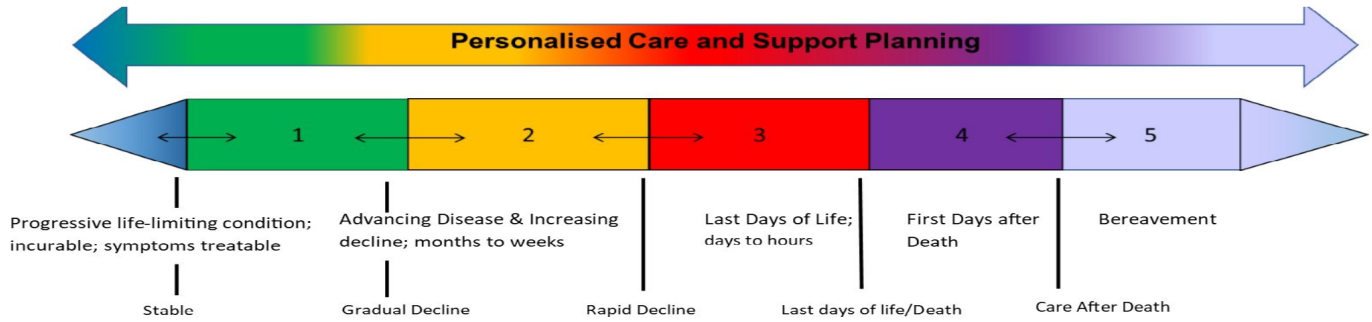 Personalised Care and Support Planning
1
2
3
4
5
Progressive life-limiting condition;
incurable; symptoms treatable
Advancing Disease & Increasing
decline; months to weeks
Last Days of Life;
days to hours
First Days after
Death
Bereavement
Stable
Gradual Decline
Rapid Decline
Last days of life/Death
Care After Death